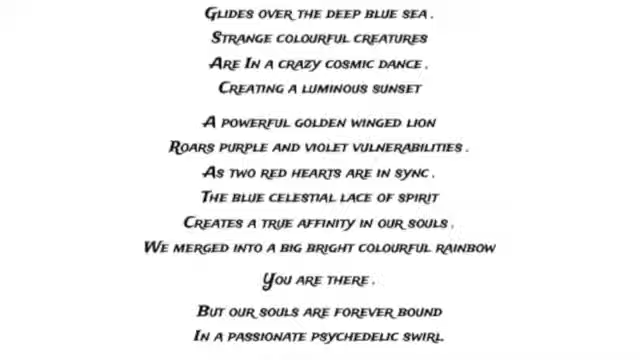 Glides over the deep blue sea.
Strange colourful creatures
Are In a crazy cosmic dance.
Creating a luminous sunset
A powerful golden winged lion
Roars purple and violet vulnerabilities.
As two red hearts are in sync.
The blue celestial lace of spirit
Creates a true affinity in our souls.
We merged into a big bright colourful rainbow
You are there.
But our souls are forever bound
In a passionate psychedelic swirl